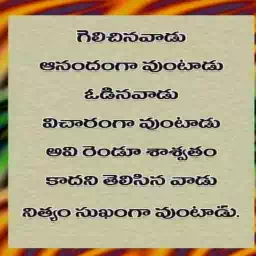 గెలిచినవాడు
ఆనందంగా వుంటాడు
ఓడినవాడు
విచారంగా వుంటాడు
అవి రెండూ శాశ్వతం
కాదని తెలిసిన వాడు
నిత్యం సుఖంగా వుంటాడు.